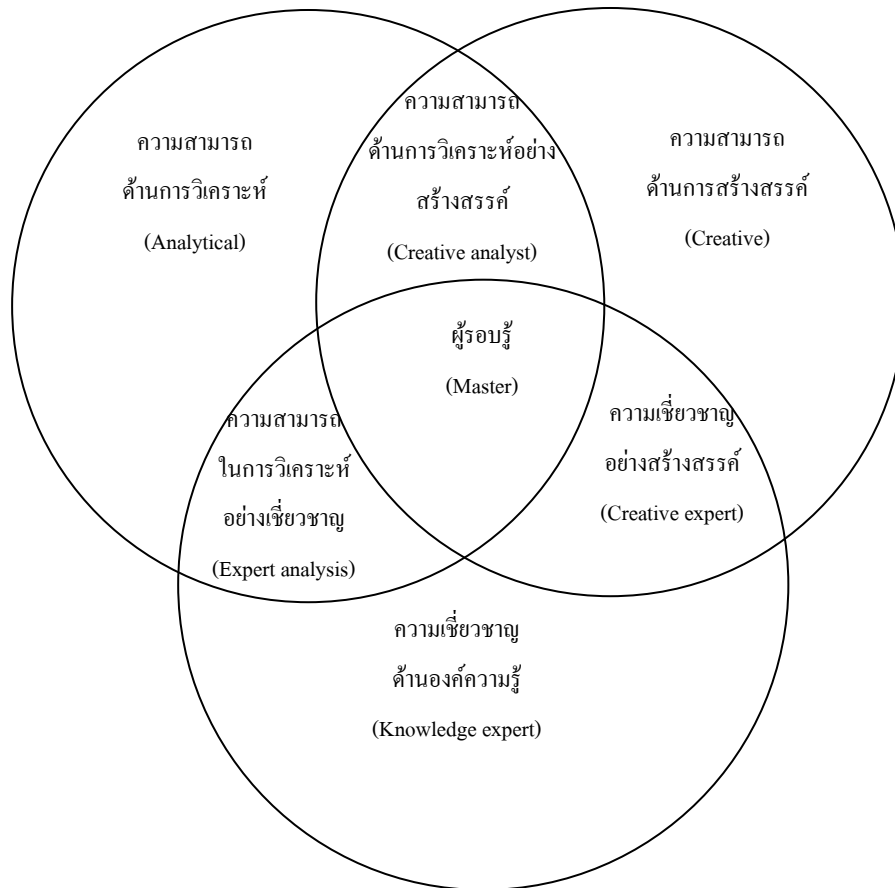 ความสามารถ
ด้านการวิเคราะห์
(Analytical)
ความสามารถ
ด้านการวิเคราะห์อย่าง
สร้างสรรค์
(Creative analyst)
ความสามารถ
ด้านการสร้างสรรค์
(Creative)
ผู้รอบรู้
(Master)
ความสามารถ
ในการวิเคราะห์
อย่างเชี่ยวชาญ
(Expert analysis)
ความเชี่ยวชาญ
อย่างสร้างสรรค์
(Creative expert)
ความเชี่ยวชาญ
ด้านองค์ความรู้
(Knowledge expert)